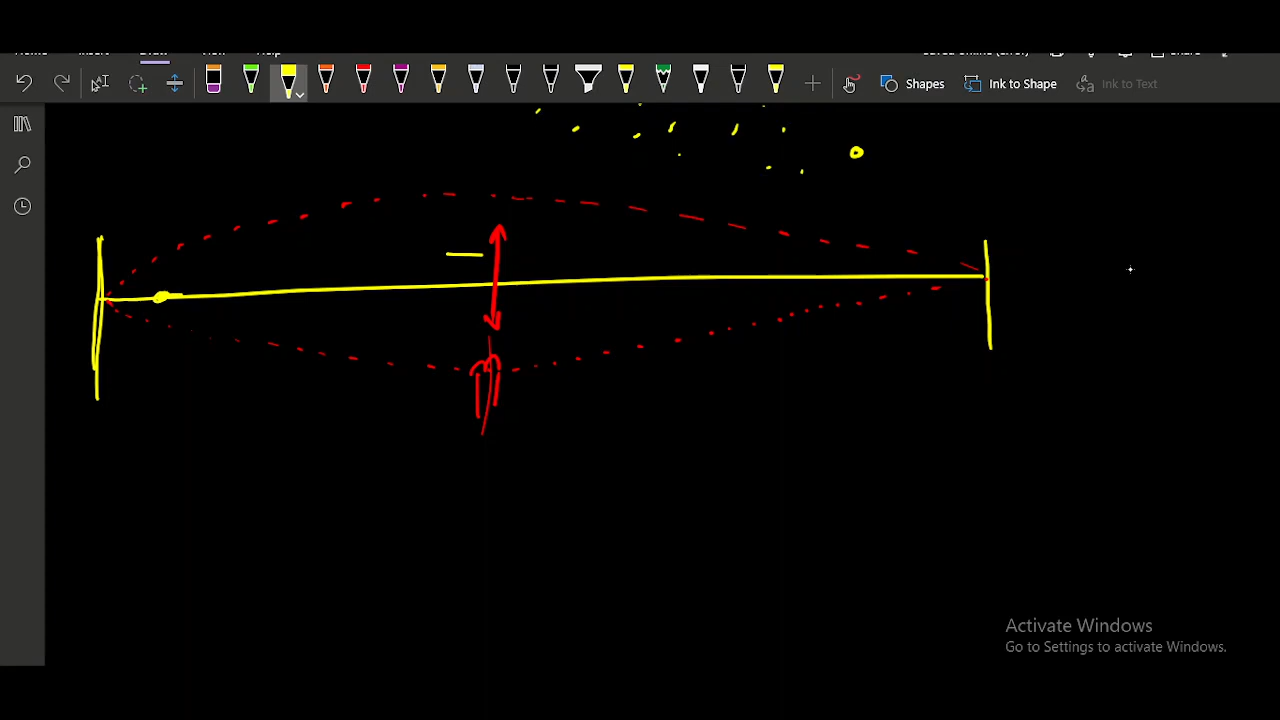 Shapes
Ink to Shape
Ink to Text
Activate Windows
Go to Settings to activate Windows.